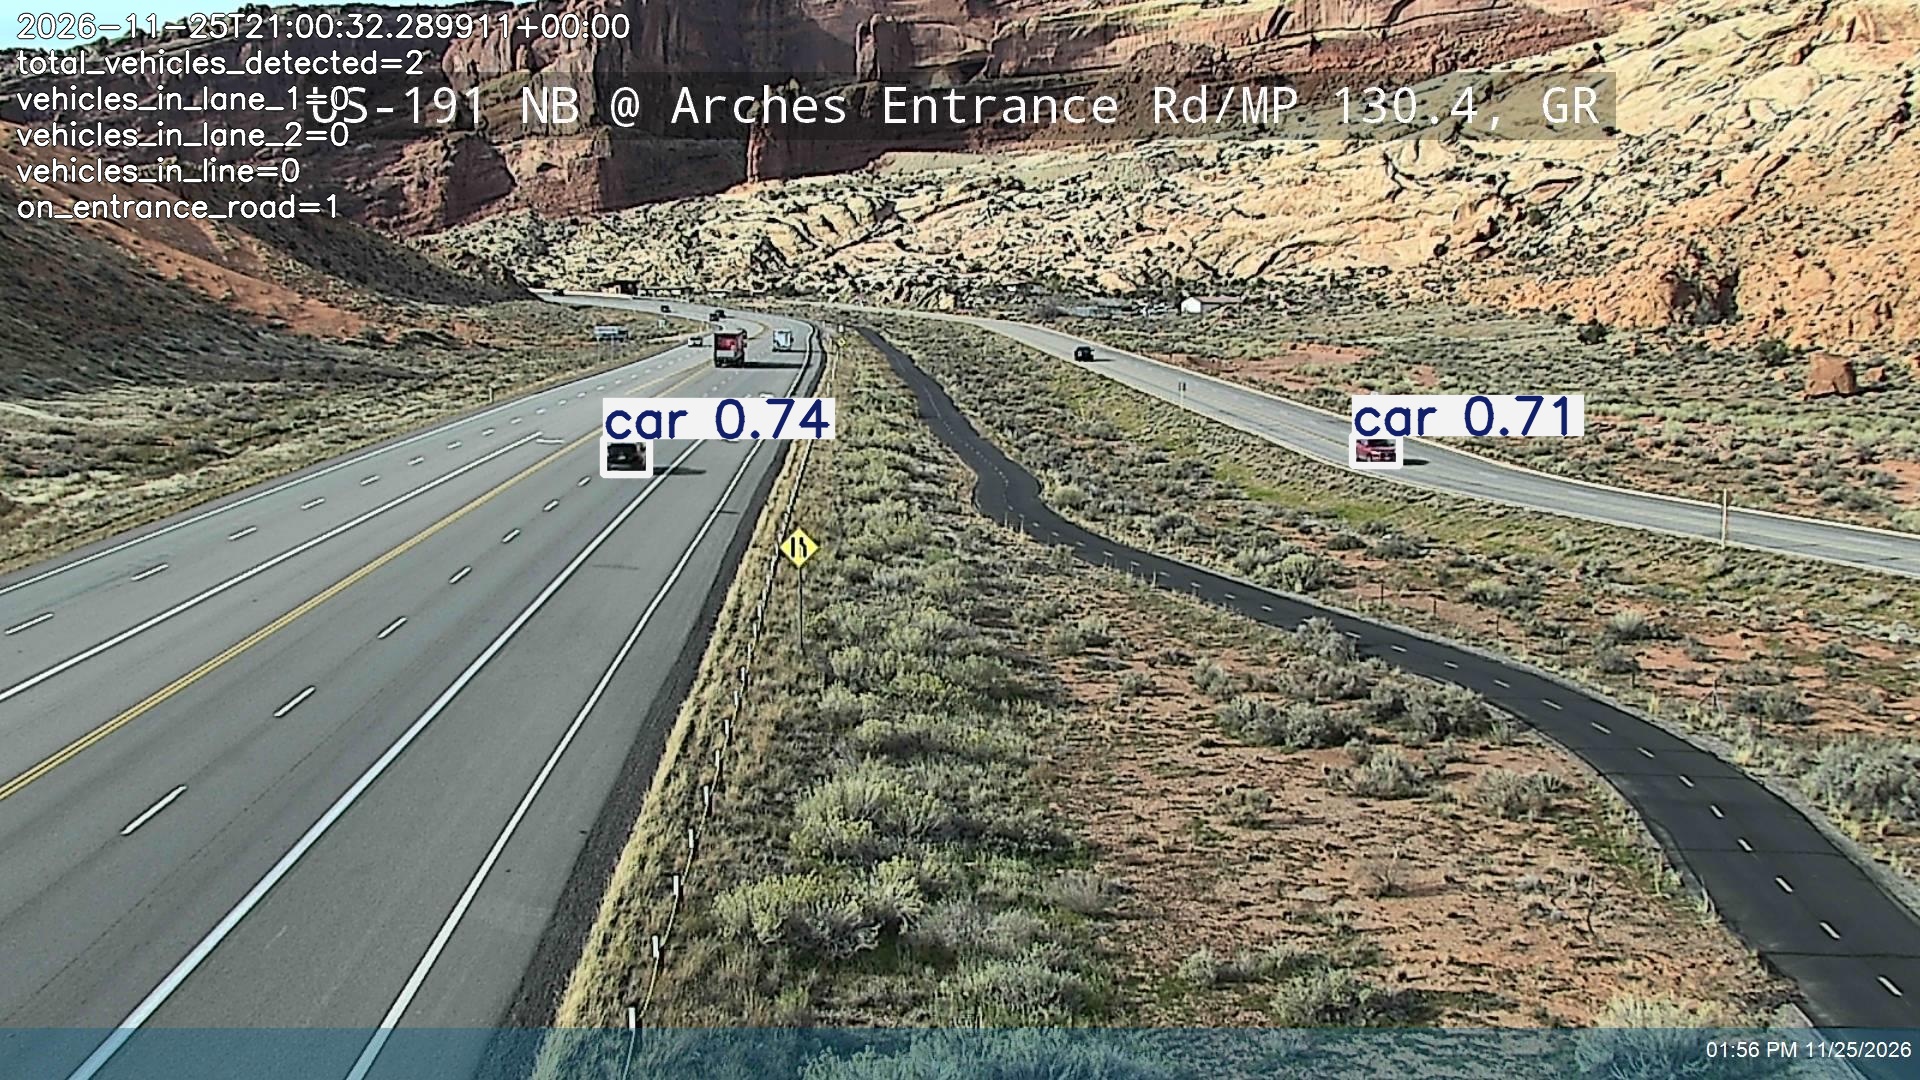 2026-11-25T21:00:32.289911+00:00
total_vehicles_detected=2
vehicles_in_lane_1=0
US-191 NB @ Arches Entrance Rd/MP 130.4, GR
vehicles_in_lane_2=0
vehicles_in_line=0
on_entrance_road=1
car 0.74
car 0.71
01:56 PM 11/25/2026